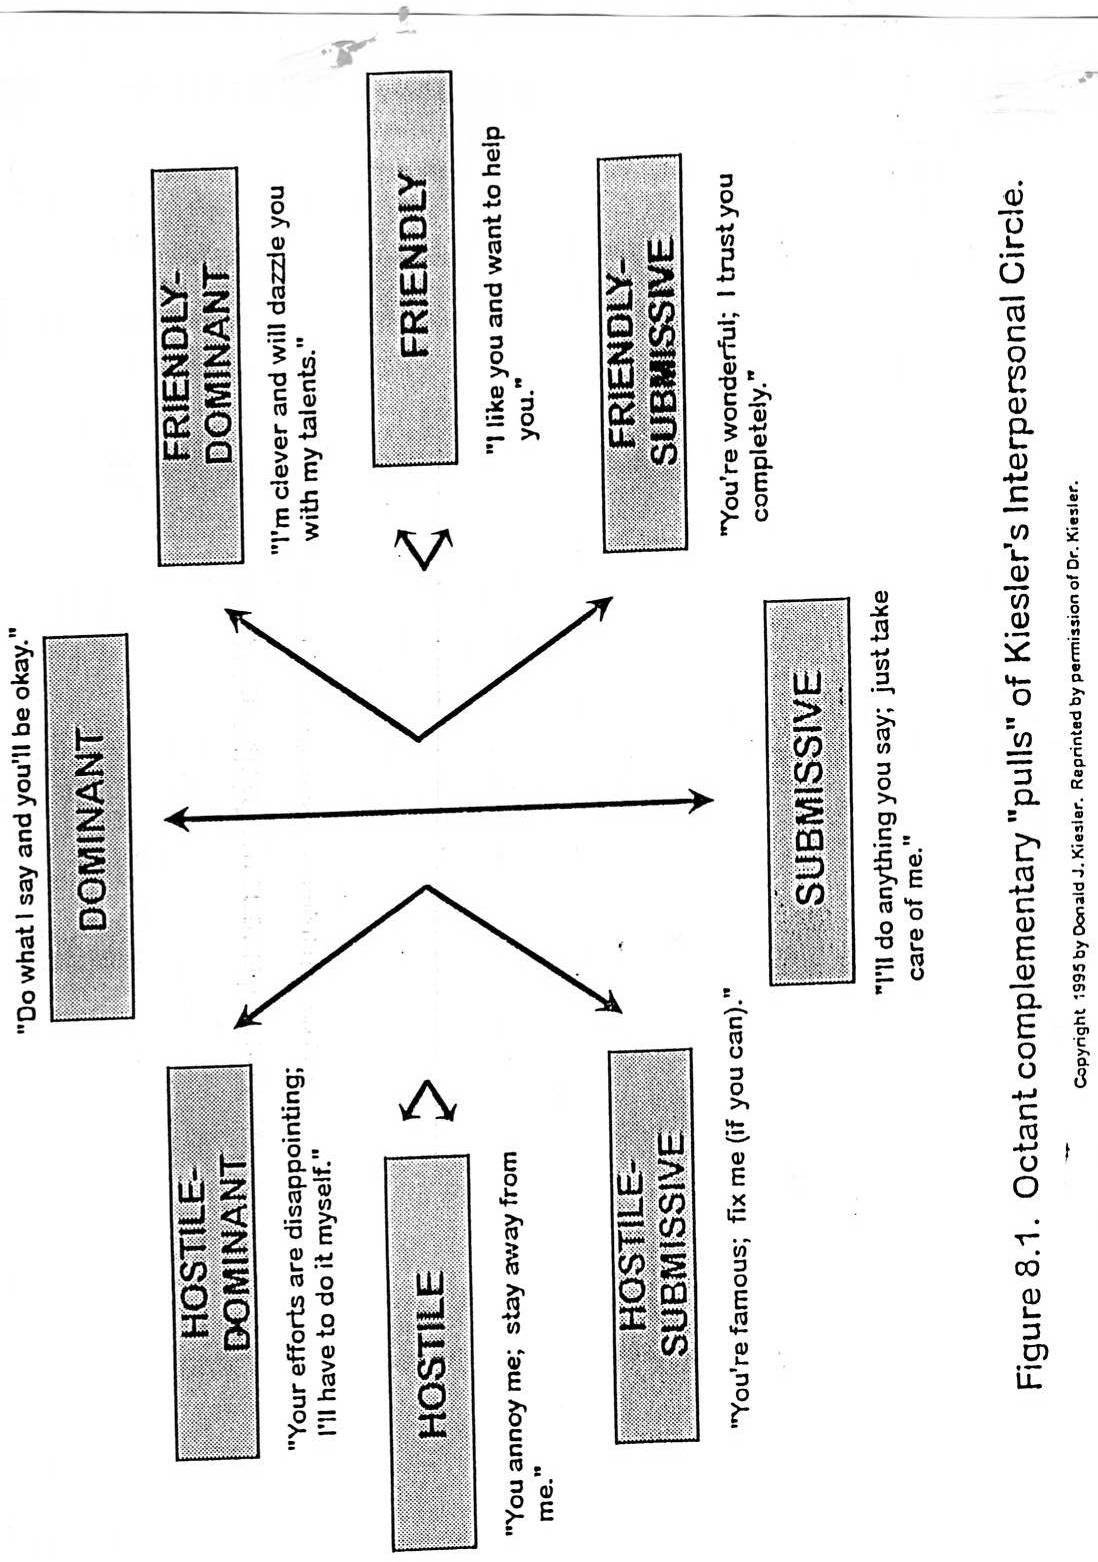 "Do what I say and you'll be okay."
DOMINANT
HOSTILE-
DOMINANT
"Your efforts are disappointing;
I'll have to do it myself."
FRIENDLY-
DOMINANT
"I'm clever and will dazzle you
with my talents."
HOSTILE
"You annoy me; stay away from
me."
FRIENDLY
"I like you and want to help
you."
HOSTILE-
SUBMISSIVE
"You're famous; fix me (if you can)."
FRIENDLY-
SUBMISSIVE
"You're wonderful; I trust you
completely."
SUBMISSIVE
"I'll do anything you say; just take
care of me."
Figure 8.1. Octant complementary "pulls" of Kiesler's Interpersonal Circle.
Copyright 1995 by Donald J. Kiesler. Reprinted by permission of Dr. Kiesler.